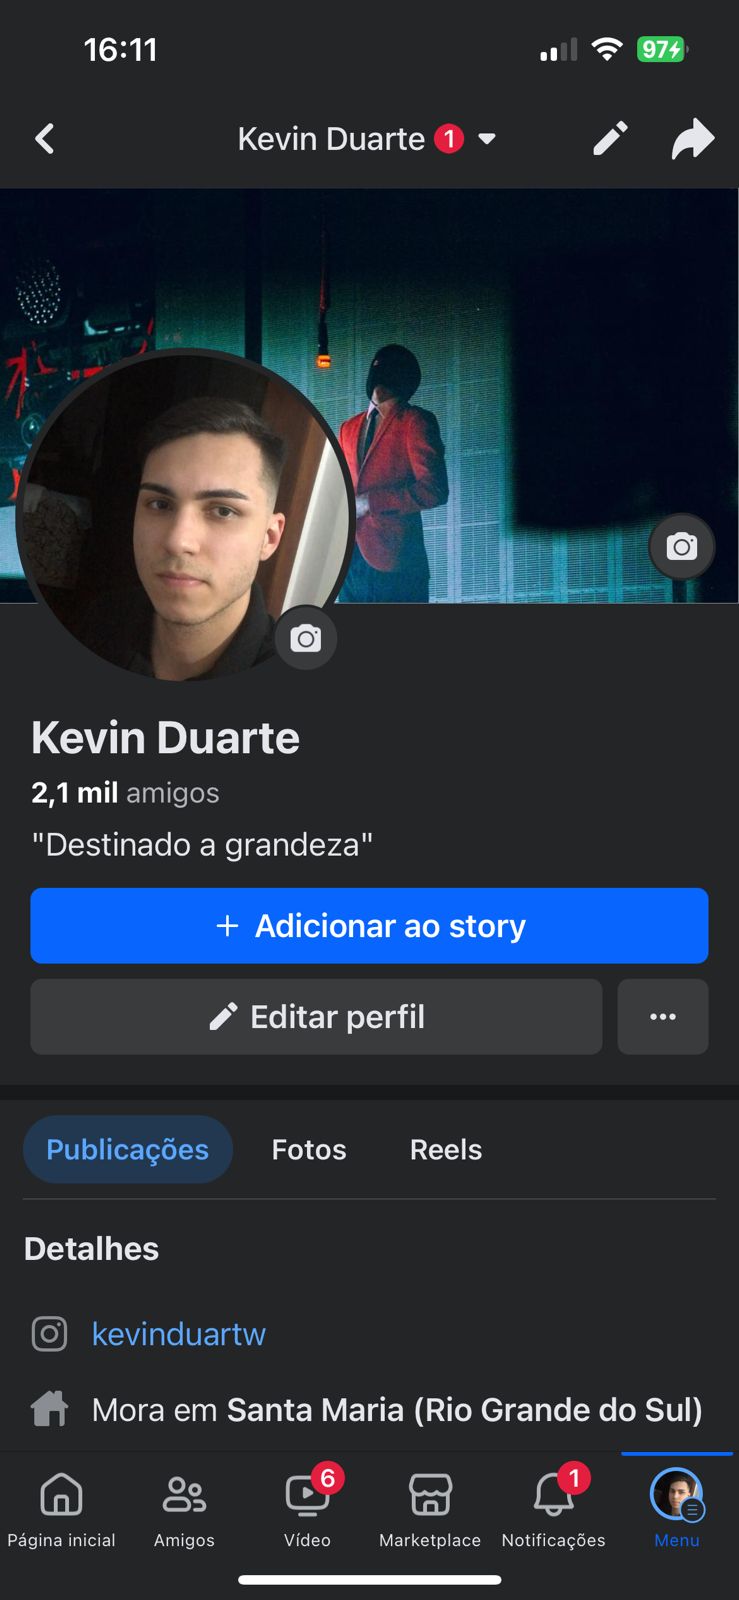 16:11
97
Kevin Duarte 1
Kevin Duarte
2,1 mil amigos
"Destinado a grandeza"
+ Adicionar ao story
Editar perfil
...
Publicações Fotos Reels
Detalhes
kevinduartw
Mora em Santa Maria (Rio Grande do Sul)
6 1
Página inicial Amigos Vídeo Marketplace Notificações Menu